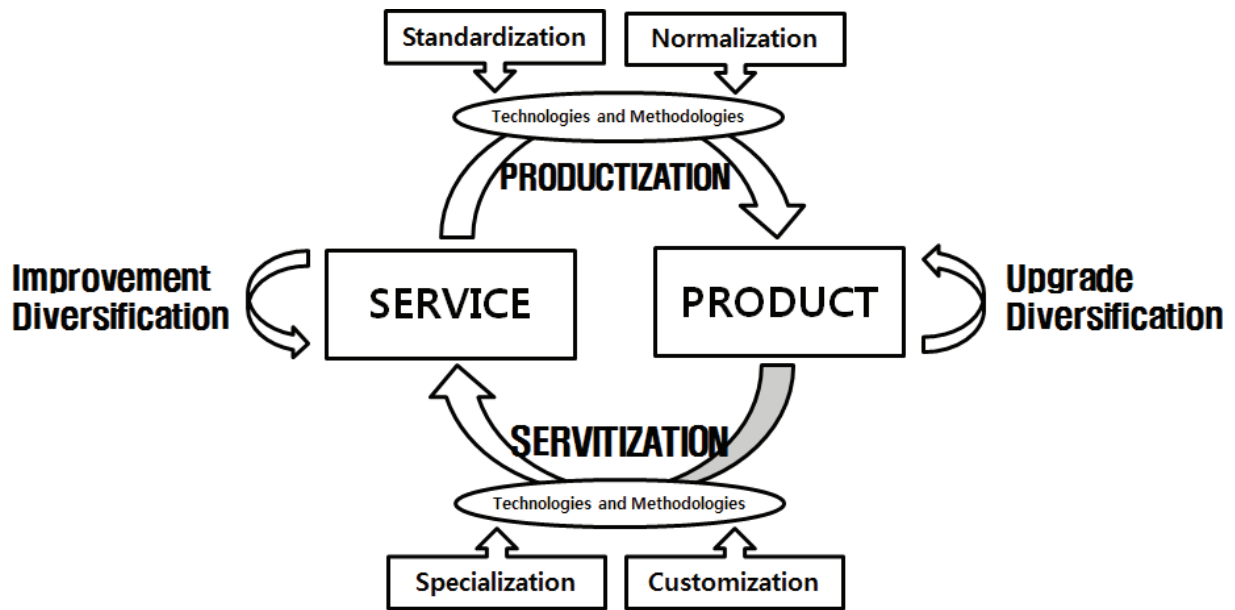 Standardization
Normalization
Technologies and Methodologies
PRODUCTIZATION
Improvement
Diversification
SERVICE
PRODUCT
Upgrade
Diversification
SERVITIZATION
Technologies and Methodologies
Specialization
Customization